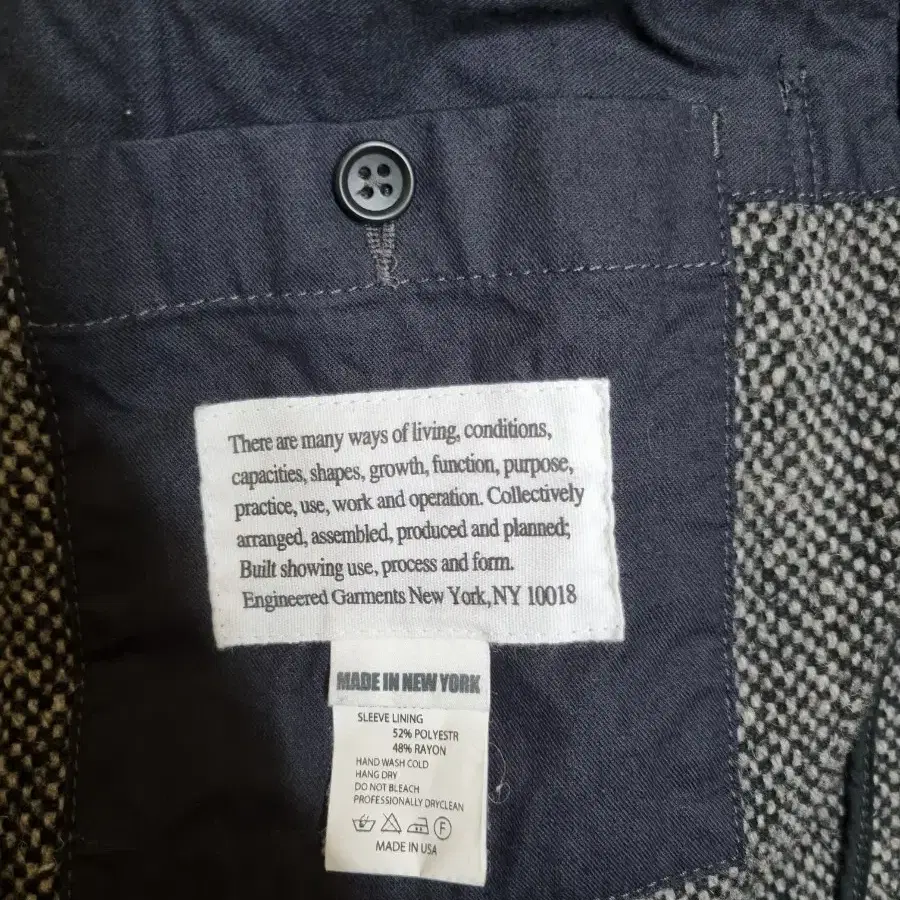 There are many ways of living, conditions,
capacities, shapes, growth, function, purpose,
practice, use, work and operation. Collectively
arranged, assembled, produced and planned;
Built showing use, process and form.
Engineered Garments New York, NY 10018
MADE IN NEW YORK
SLEEVE LINING
52% POLYESTR
48% RAYON
HAND WASH COLD
HANG DRY
DO NOT BLEACH
PROFESSIONALLY DRYCLEAN
F
MADE IN USA